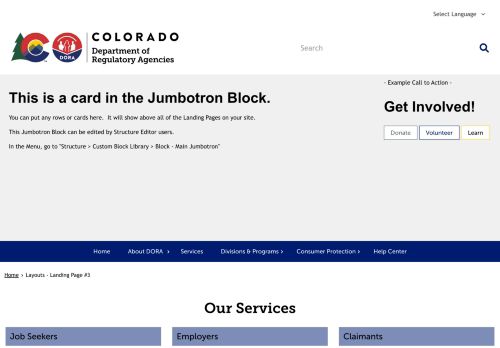 Select Language
COLORADO
Department of
Regulatory Agencies
DORA
Search
This is a card in the Jumbotron Block.
You can put any rows or cards here. It will show above all of the Landing Pages on your site.
This Jumbotron Block can be edited by Structure Editor users.
In the Menu, go to "Structure > Custom Block Library > Block - Main Jumbotron"
- Example Call to Action -
Get Involved!
Donate Volunteer Learn
Home About DORA > Services Divisions & Programs > Consumer Protection > Help Center
Home > Layouts - Landing Page #3
Our Services
Job Seekers Employers Claimants